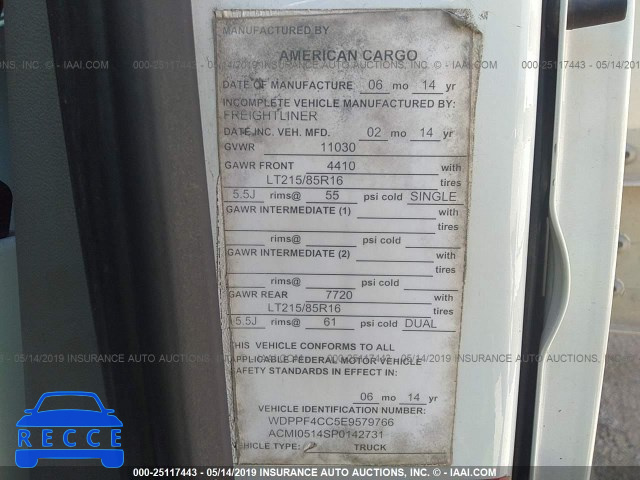 MANUFACTURED BY
AMERICAN CARGO
DATE OF MANUFACTURE 06 mo 14 yr
INCOMPLETE VEHICLE MANUFACTURED BY:
FREIGHTLINER
DATE INC. VEH. MFD. 02 mo 14 yr
GVWR 11030
GAWR FRONT 4410 with
LT215/85R16 tires
5.5J rims@ 55 psi cold SINGLE
GAWR INTERMEDIATE (1) with
tires
rims@ psi cold
GAWR INTERMEDIATE (2) with
tires
rims@ psi cold
GAWR REAR 7720 with
LT215/85R16 tires
5.5J rims@ 61 psi cold DUAL
THIS VEHICLE CONFORMS TO ALL
APPLICABLE FEDERAL MOTOR VEHICLE
SAFETY STANDARDS IN EFFECT IN:
06 mo 14 yr
VEHICLE IDENTIFICATION NUMBER:
WDPPF4CC5E9579766
ACMI0514SP0142731
VEHICLE TYPE: TRUCK
000-25117443 - 05/14/2019 INSURANCE AUTO AUCTIONS, INC. - © IAAI.COM